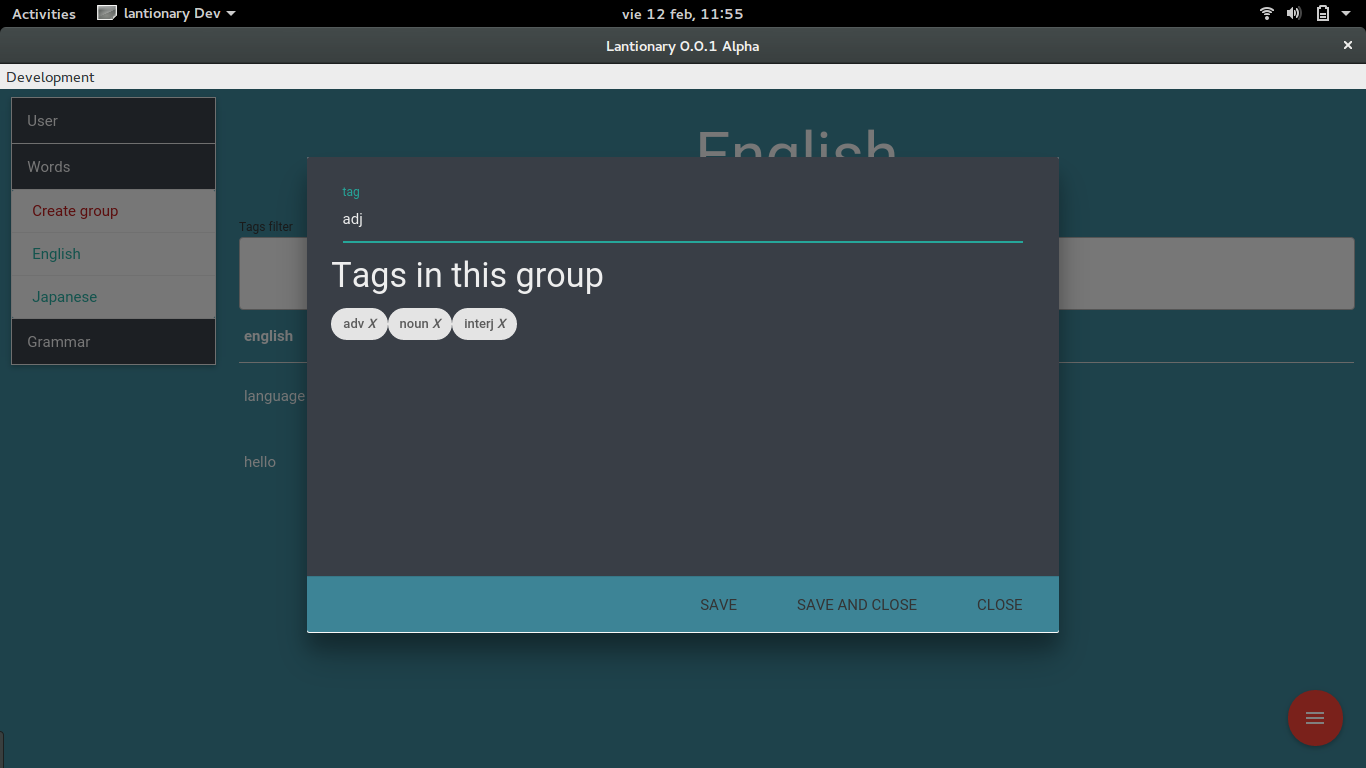 Activities lantionary Dev vie 12 feb, 11:55
Lantionary 0.0.1 Alpha ×
Development
User
Words
Create group
English
Japanese
Grammar
English
Tags filter
english
language
hello
tag
adj
Tags in this group
adv X noun X interj X
SAVE SAVE AND CLOSE CLOSE